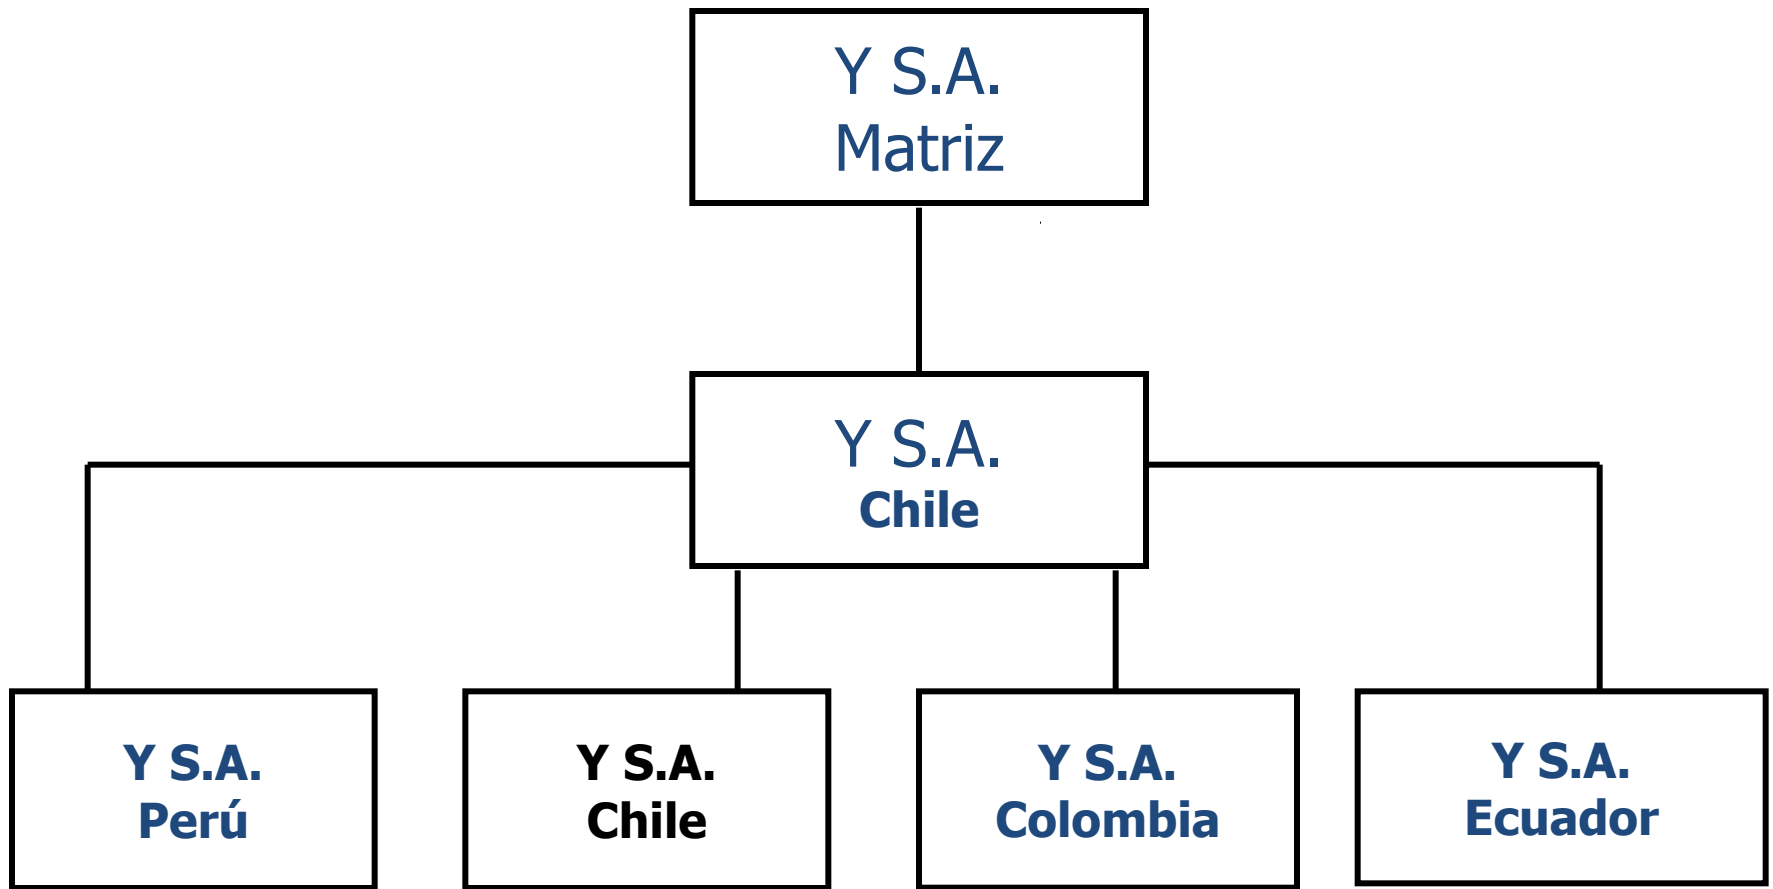 Y S.A.
Matriz
Y S.A.
Chile
Y S.A.
Perú
Y S.A.
Chile
Y S.A.
Colombia
Y S.A.
Ecuador